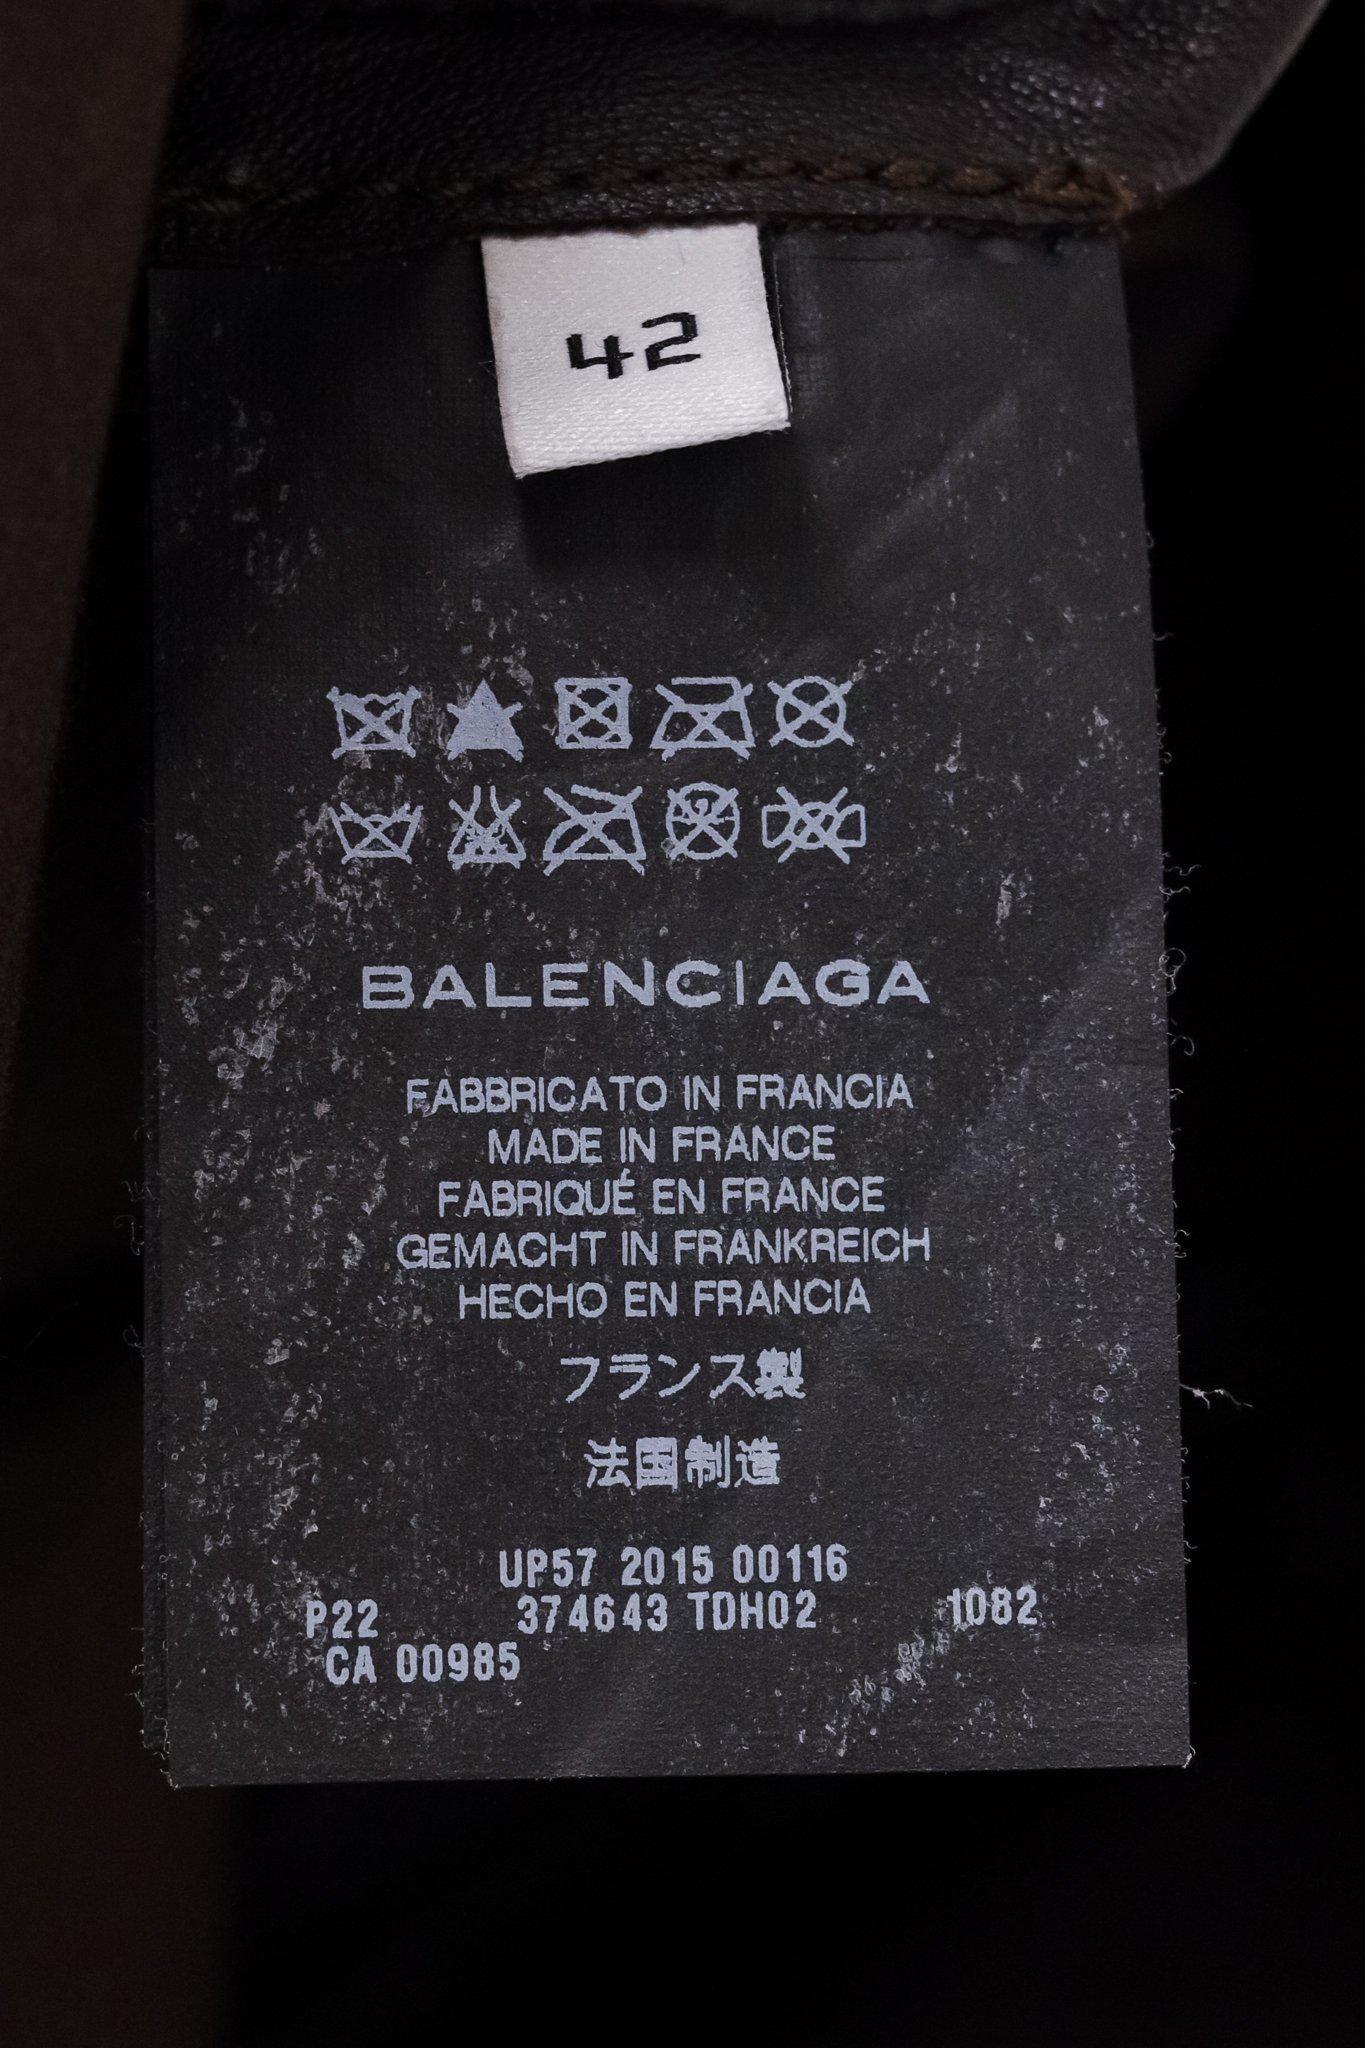 42
BALENCIAGA
FABBRICATO IN FRANCIA
MADE IN FRANCE
FABRIQUÉ EN FRANCE
GEMACHT IN FRANKREICH
HECHO EN FRANCIA
フランス製
法国制造
UP57 2015 00116
P22 374643 TDH02 1082
CA 00985